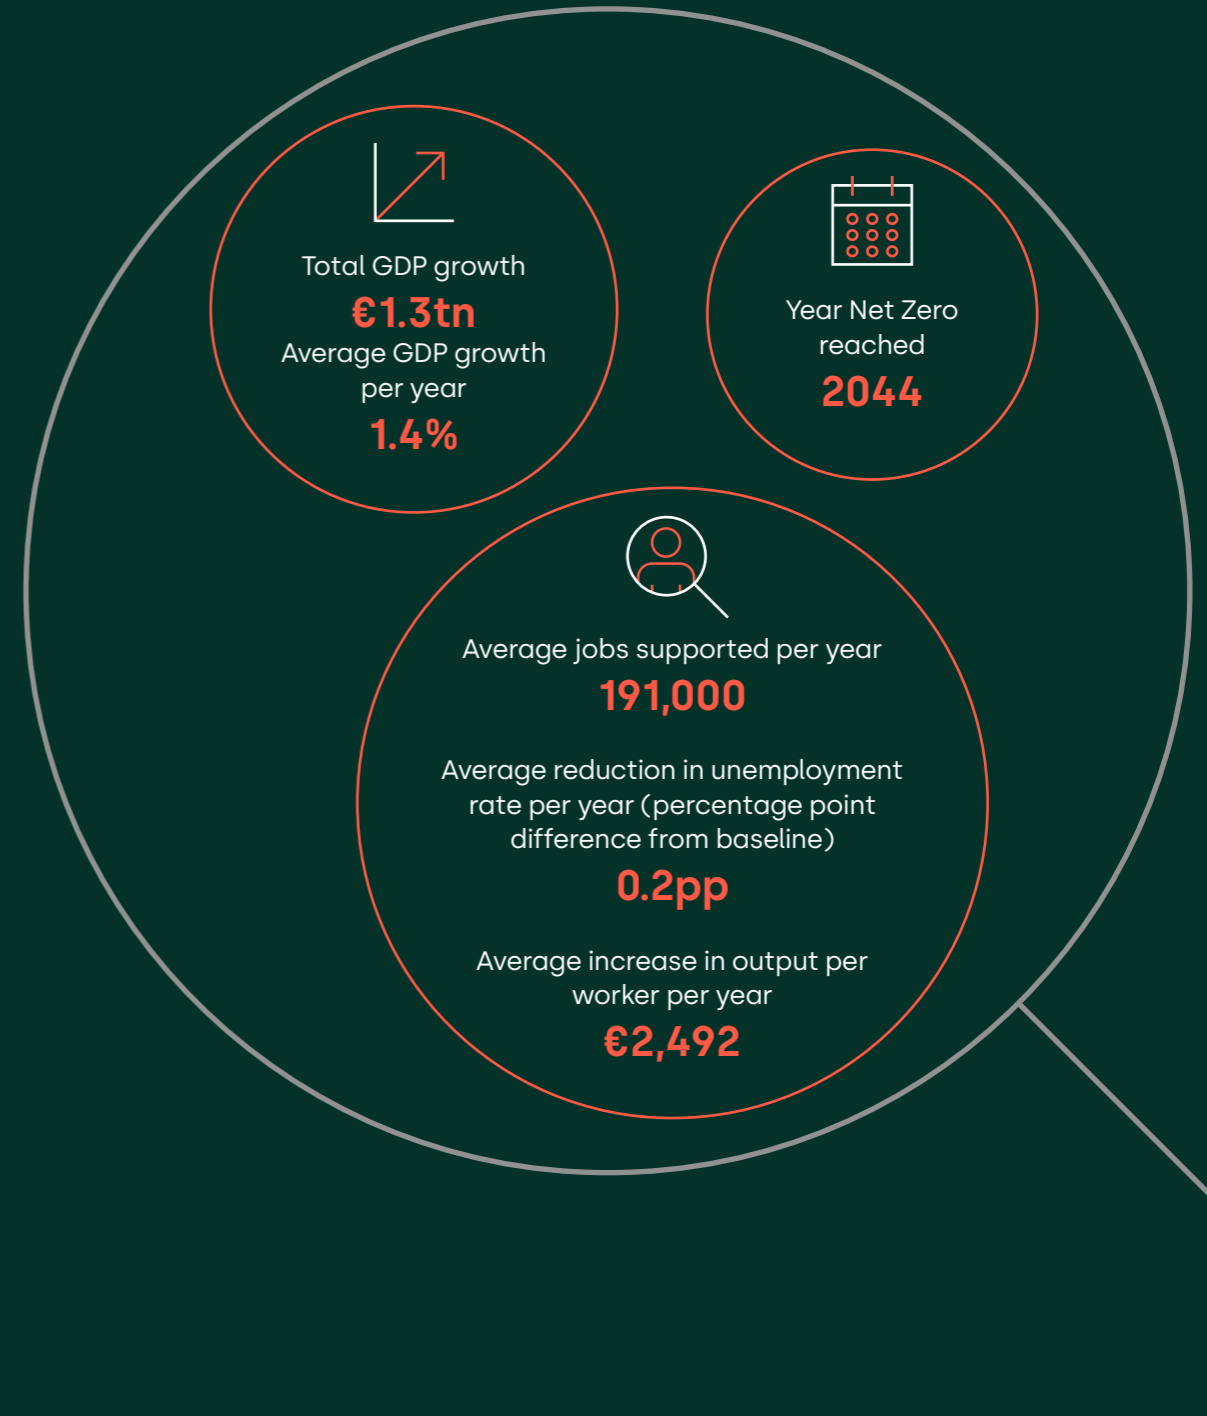 Total GDP growth
€1.3tn
Average GDP growth
per year
1.4%
Year Net Zero
reached
2044
Average jobs supported per year
191,000
Average reduction in unemployment
rate per year (percentage point
difference from baseline)
0.2pp
Average increase in output per
worker per year
€2,492